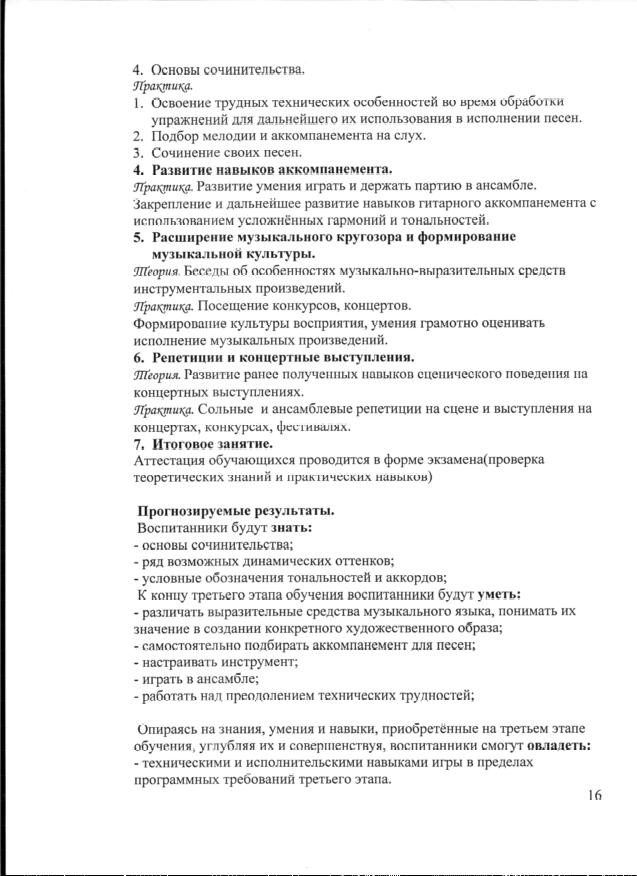 4. Основы сочинительства.
Практика.
1. Освоение трудных технических особенностей во время обработки
упражнений для дальнейшего их использования в исполнении песен.
2. Подбор мелодии и аккомпанемента на слух.
3. Сочинение своих песен.
4. Развитие навыков аккомпанемента.
Практика. Развитие умения играть и держать партию в ансамбле.
Закрепление и дальнейшее развитие навыков гитарного аккомпанемента с
использованием усложнённых гармоний и тональностей.
5. Расширение музыкального кругозора и формирование
музыкальной культуры.
Теория. Беседы об особенностях музыкально-выразительных средств
инструментальных произведений.
Практика. Посещение конкурсов, концертов.
Формирование культуры восприятия, умения грамотно оценивать
исполнение музыкальных произведений.
6. Репетиции и концертные выступления.
Теория. Развитие ранее полученных навыков сценического поведения на
концертных выступлениях.
Практика. Сольные и ансамблевые репетиции на сцене и выступления на
концертах, конкурсах, фестивалях.
7. Итоговое занятие.
Аттестация обучающихся проводится в форме экзамена(проверка
теоретических знаний и практических навыков)
Прогнозируемые результаты.
Воспитанники будут знать:
- основы сочинительства;
- ряд возможных динамических оттенков;
- условные обозначения тональностей и аккордов;
К концу третьего этапа обучения воспитанники будут уметь:
- различать выразительные средства музыкального языка, понимать их
значение в создании конкретного художественного образа;
- самостоятельно подбирать аккомпанемент для песен;
- настраивать инструмент;
- играть в ансамбле;
- работать над преодолением технических трудностей;
Опираясь на знания, умения и навыки, приобретённые на третьем этапе
обучения, углубляя их и совершенствуя, воспитанники смогут овладеть:
- техническими и исполнительскими навыками игры в пределах
программных требований третьего этапа.
16